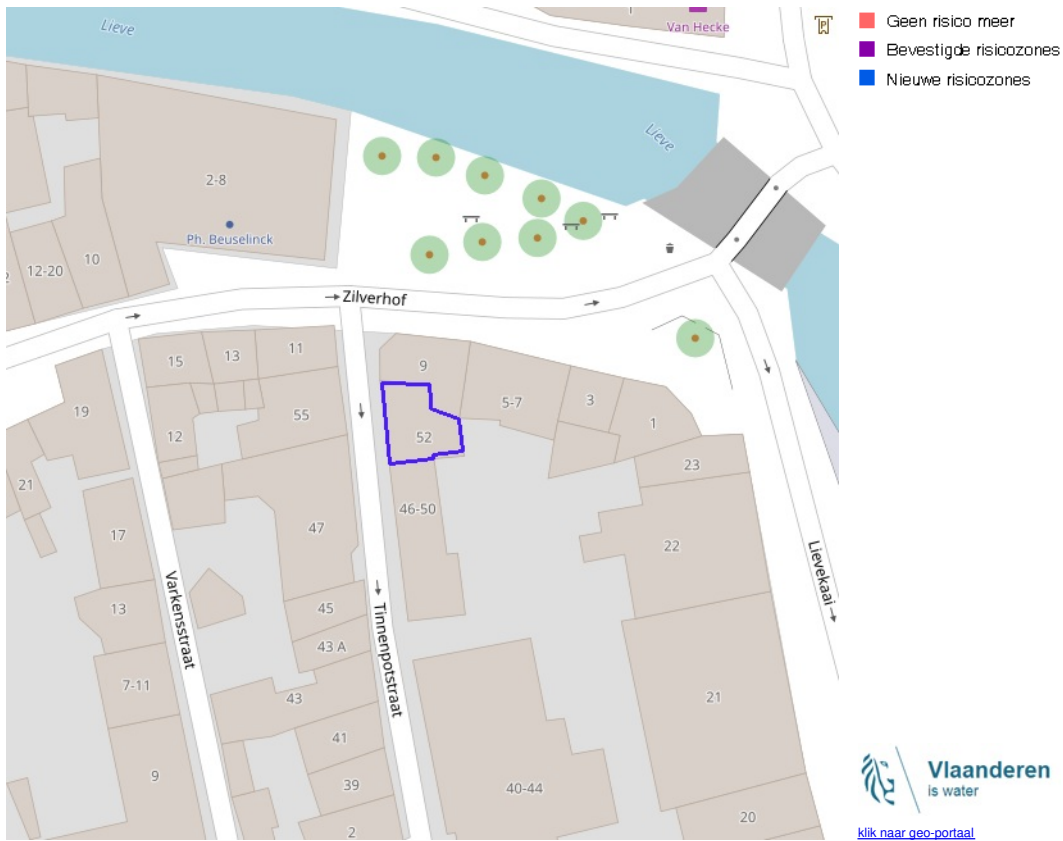 Lieve
Van Hecke
P
Geen risico meer
Bevestigde risicozones
Nieuwe risicozones
Lieve
2-8
Ph. Beuselinck
12-20
10
2
Zilverhof
15
13
11
9
5-7
3
1
19
55
12
52
23
21
46-50
47
22
17
Varkensstraat
Tinnenpotstraat
Lievekaai
13
45
43 A
7-11
43
21
41
9
39
40-44
2
20
Vlaanderen
is water
klik naar geo-portaal